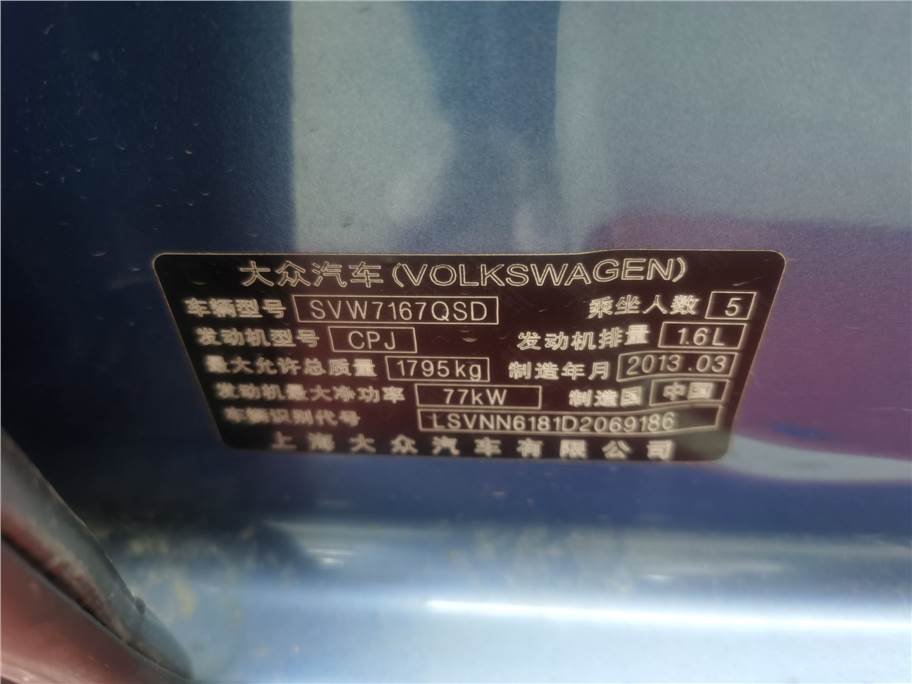 大众汽车(VOLKSWAGEN)
车辆型号 SVW7167QSD 乘坐人数 5
发动机型号 CPJ 发动机排量 1.6L
最大允许总质量 1795kg 制造年月 2013.03
发动机最大净功率 77kW 制造国 中国
车辆识别代号 LSVNN6181D2069186
上海大众汽车有限公司